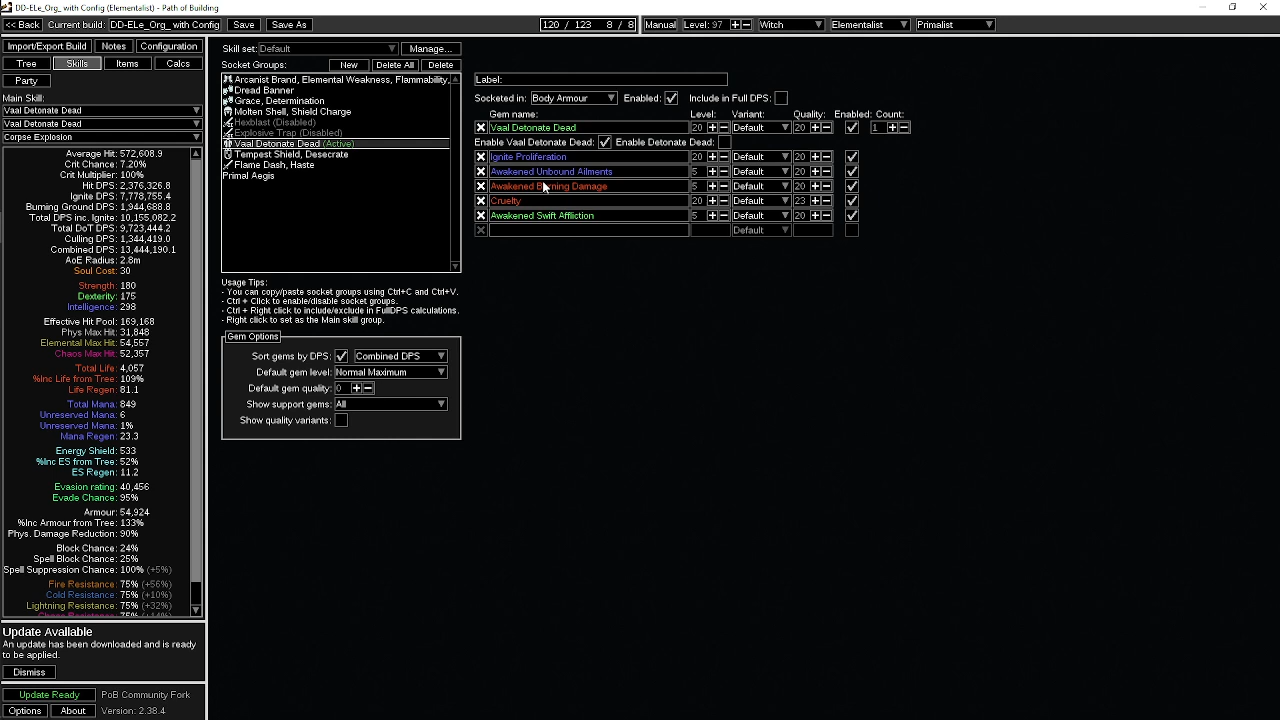 DD-ELe_Org_ with Config (Elementalist) - Path of Building
<< Back Current build: DD-ELe_Org_ with Config Save Save As 120 / 123 8 / 8 Manual Level: 97 Witch Elementalist Primalist
Import/Export Build Notes Configuration
Tree Skills Items Calcs
Party
Main Skill:
Vaal Detonate Dead
Vaal Detonate Dead
Corpse Explosion
Average Hit: 572,608.9
Crit Chance: 7.20%
Crit Multiplier: 100%
Hit DPS: 2,376,326.8
Ignite DPS: 7,778,755.4
Burning Ground DPS: 1,944,688.8
Total DPS inc. Ignite: 10,155,082.2
Total DoT DPS: 9,723,444.2
Culling DPS: 1,344,419.0
Combined DPS: 13,444,190.1
AoE Radius: 2.8m
Soul Cost: 30
Strength: 180
Dexterity: 175
Intelligence: 298
Effective Hit Pool: 169,168
Phys Max Hit: 31,848
Elemental Max Hit: 54,557
Chaos Max Hit: 52,357
Total Life: 4,057
%Inc Life from Tree: 109%
Life Regen: 81.1
Total Mana: 849
Unreserved Mana: 6
Unreserved Mana: 1%
Mana Regen: 23.3
Energy Shield: 533
%Inc ES from Tree: 52%
ES Regen: 11.2
Evasion rating: 40,456
Evade Chance: 95%
Armour: 54,924
%Inc Armour from Tree: 133%
Phys. Damage Reduction: 90%
Block Chance: 24%
Spell Block Chance: 25%
Spell Suppression Chance: 100% (+5%)
Fire Resistance: 75% (+56%)
Cold Resistance: 75% (+10%)
Lightning Resistance: 75% (+32%)
Chaos Resistance: 75% (+14%)
Update Available
An update has been downloaded and is ready
to be applied.
Dismiss
Update Ready PoB Community Fork
Options About Version: 2.38.4
Skill set: Default Manage...
Socket Groups: New Delete All Delete
Arcanist Brand, Elemental Weakness, Flammability,
Dread Banner
Grace, Determination
Molten Shell, Shield Charge
Hexblast (Disabled)
Explosive Trap (Disabled)
Vaal Detonate Dead (Active)
Tempest Shield, Desecrate
Flame Dash, Haste
Primal Aegis
Usage Tips:
- You can copy/paste socket groups using Ctrl+C and Ctrl+V.
- Ctrl + Click to enable/disable socket groups.
- Ctrl + Right click to include/exclude in FullDPS calculations.
- Right click to set as the Main skill group.
Gem Options
Sort gems by DPS: Combined DPS
Default gem level: Normal Maximum
Default gem quality: 0
Show support gems: All
Show quality variants:
Label:
Socketed in: Body Armour Enabled: Include in Full DPS:
Gem name: Level: Variant: Quality: Enabled: Count:
Vaal Detonate Dead 20 Default 20 1
Enable Vaal Detonate Dead: Enable Detonate Dead:
Ignite Proliferation 20 Default 20
Awakened Unbound Ailments 5 Default 20
Awakened Burning Damage 5 Default 20
Cruelty 20 Default 23
Awakened Swift Affliction 5 Default 20
Default